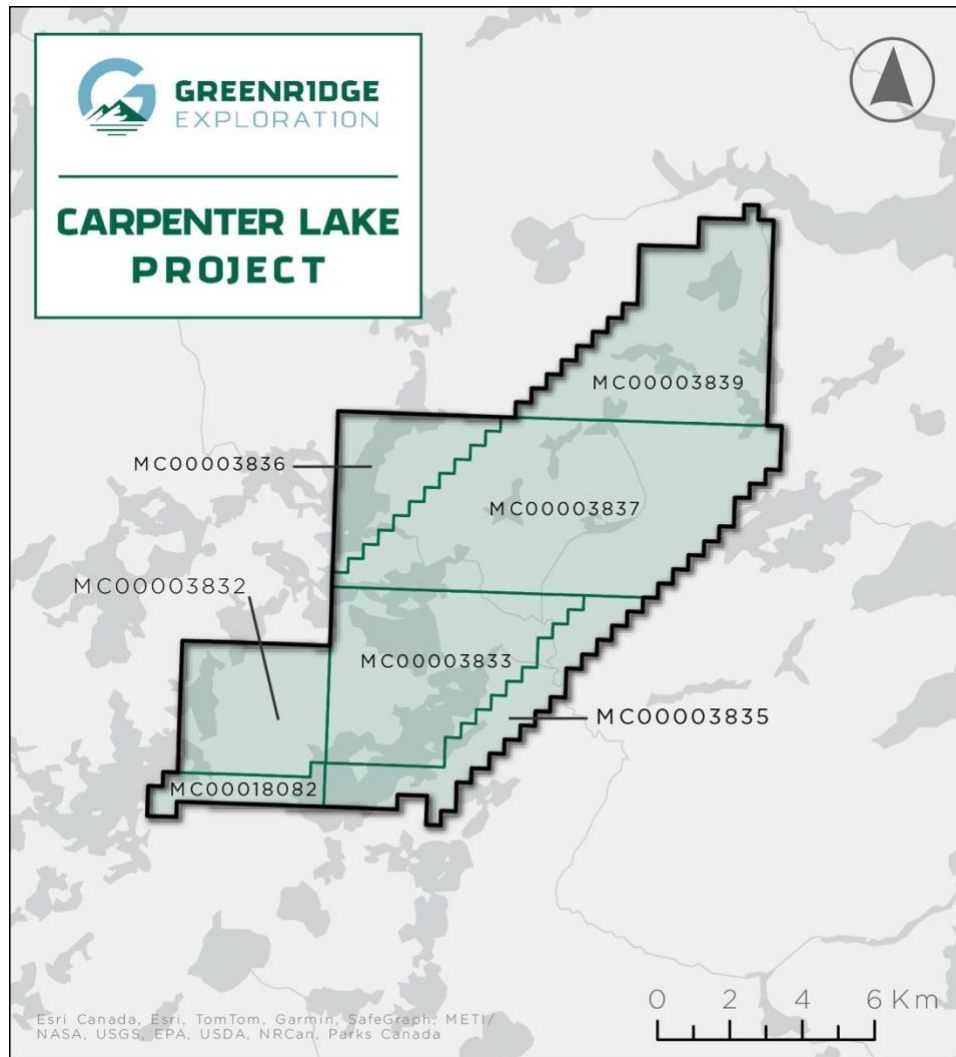 GREENRIDGE
EXPLORATION
CARPENTER LAKE
PROJECT
MC00003839
MC00003836
MC00003837
MC00003832
MC00003833
MC00003835
MC00018082
0 2 4 6 Km
Esri Canada, Esri, TomTom, Garmin, SafeGraph, METI/
NASA, USGS, EPA, USDA, NRCan, Parks Canada